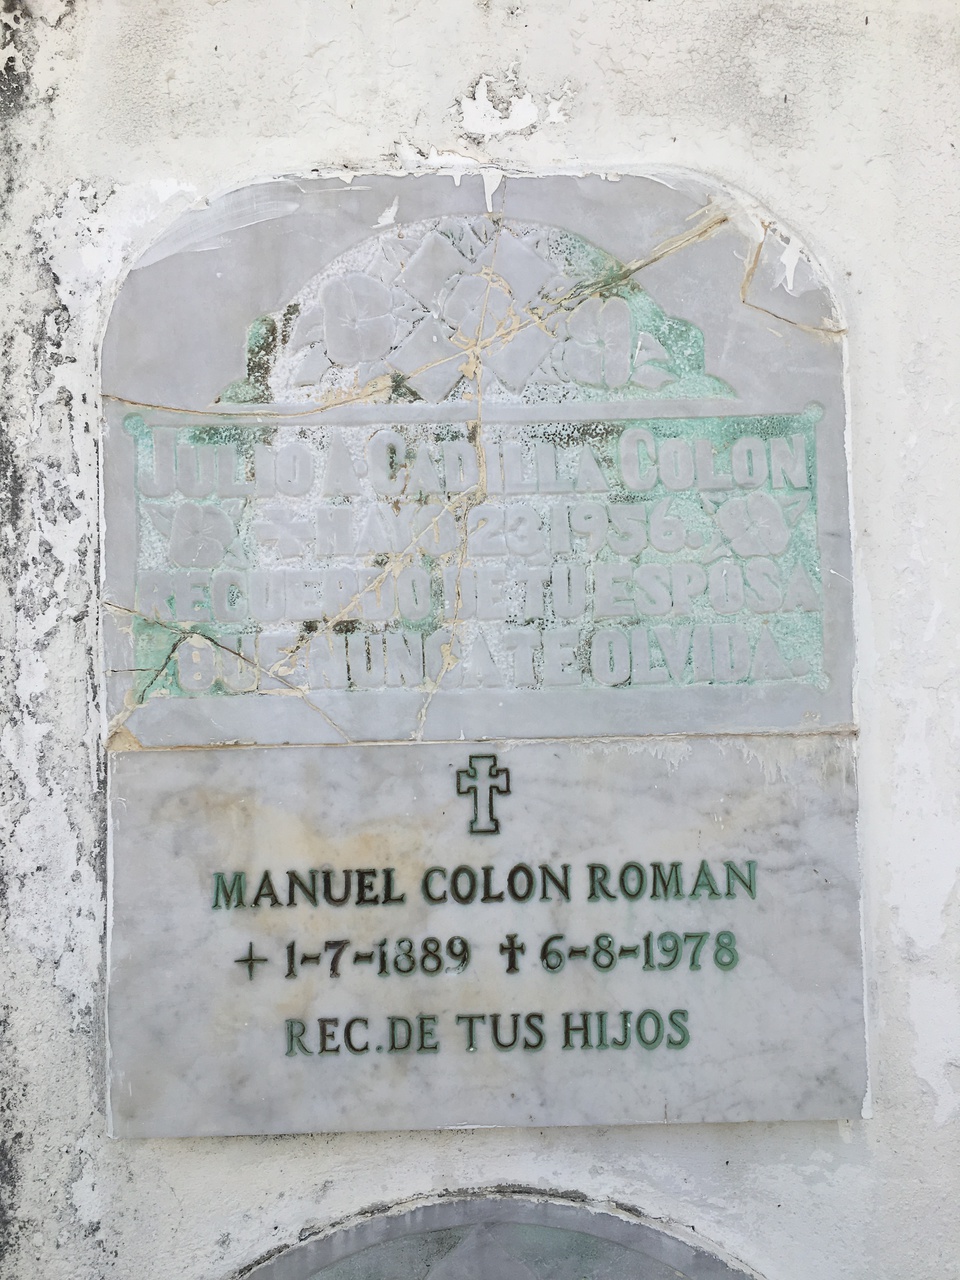 JULIO A. CADILLA COLON
✝ MAYO 23, 1956.
RECUERDO DE TU ESPOSA
QUE NUNCA TE OLVIDA.
MANUEL COLON ROMAN
+ 1-7-1889 ✝ 6-8-1978
REC. DE TUS HIJOS